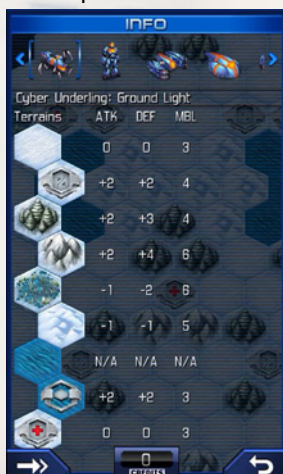 INFO
Cyber Underling: Ground Light
Terrains ATK DEF MBL
0 0 3
+2 +2 4
+2 +3 4
+2 +4 6
-1 -2 6
-1 -1 5
N/A N/A N/A
+2 +2 3
0 0 3
0
CREDITS